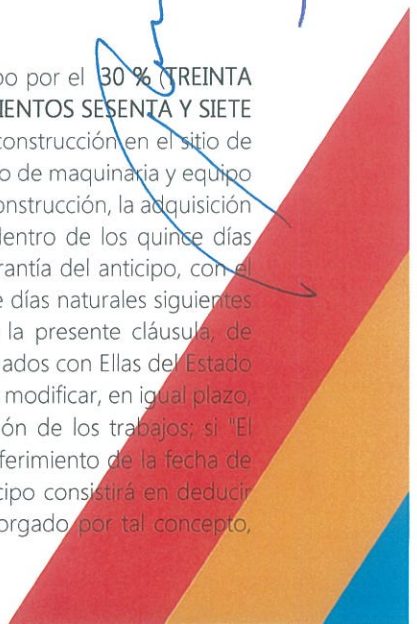 po por el 30 % (TREINTA
IENTOS SESENTA Y SIETE
construcción en el sitio de
o de maquinaria y equipo
onstrucción, la adquisición
dentro de los quince días
rantía del anticipo, con el
e días naturales siguientes
la presente cláusula, de
ados con Ellas del Estado
modificar, en igual plazo,
ón de los trabajos; si "El
ferimiento de la fecha de
cipo consistirá en deducir
orgado por tal concepto,